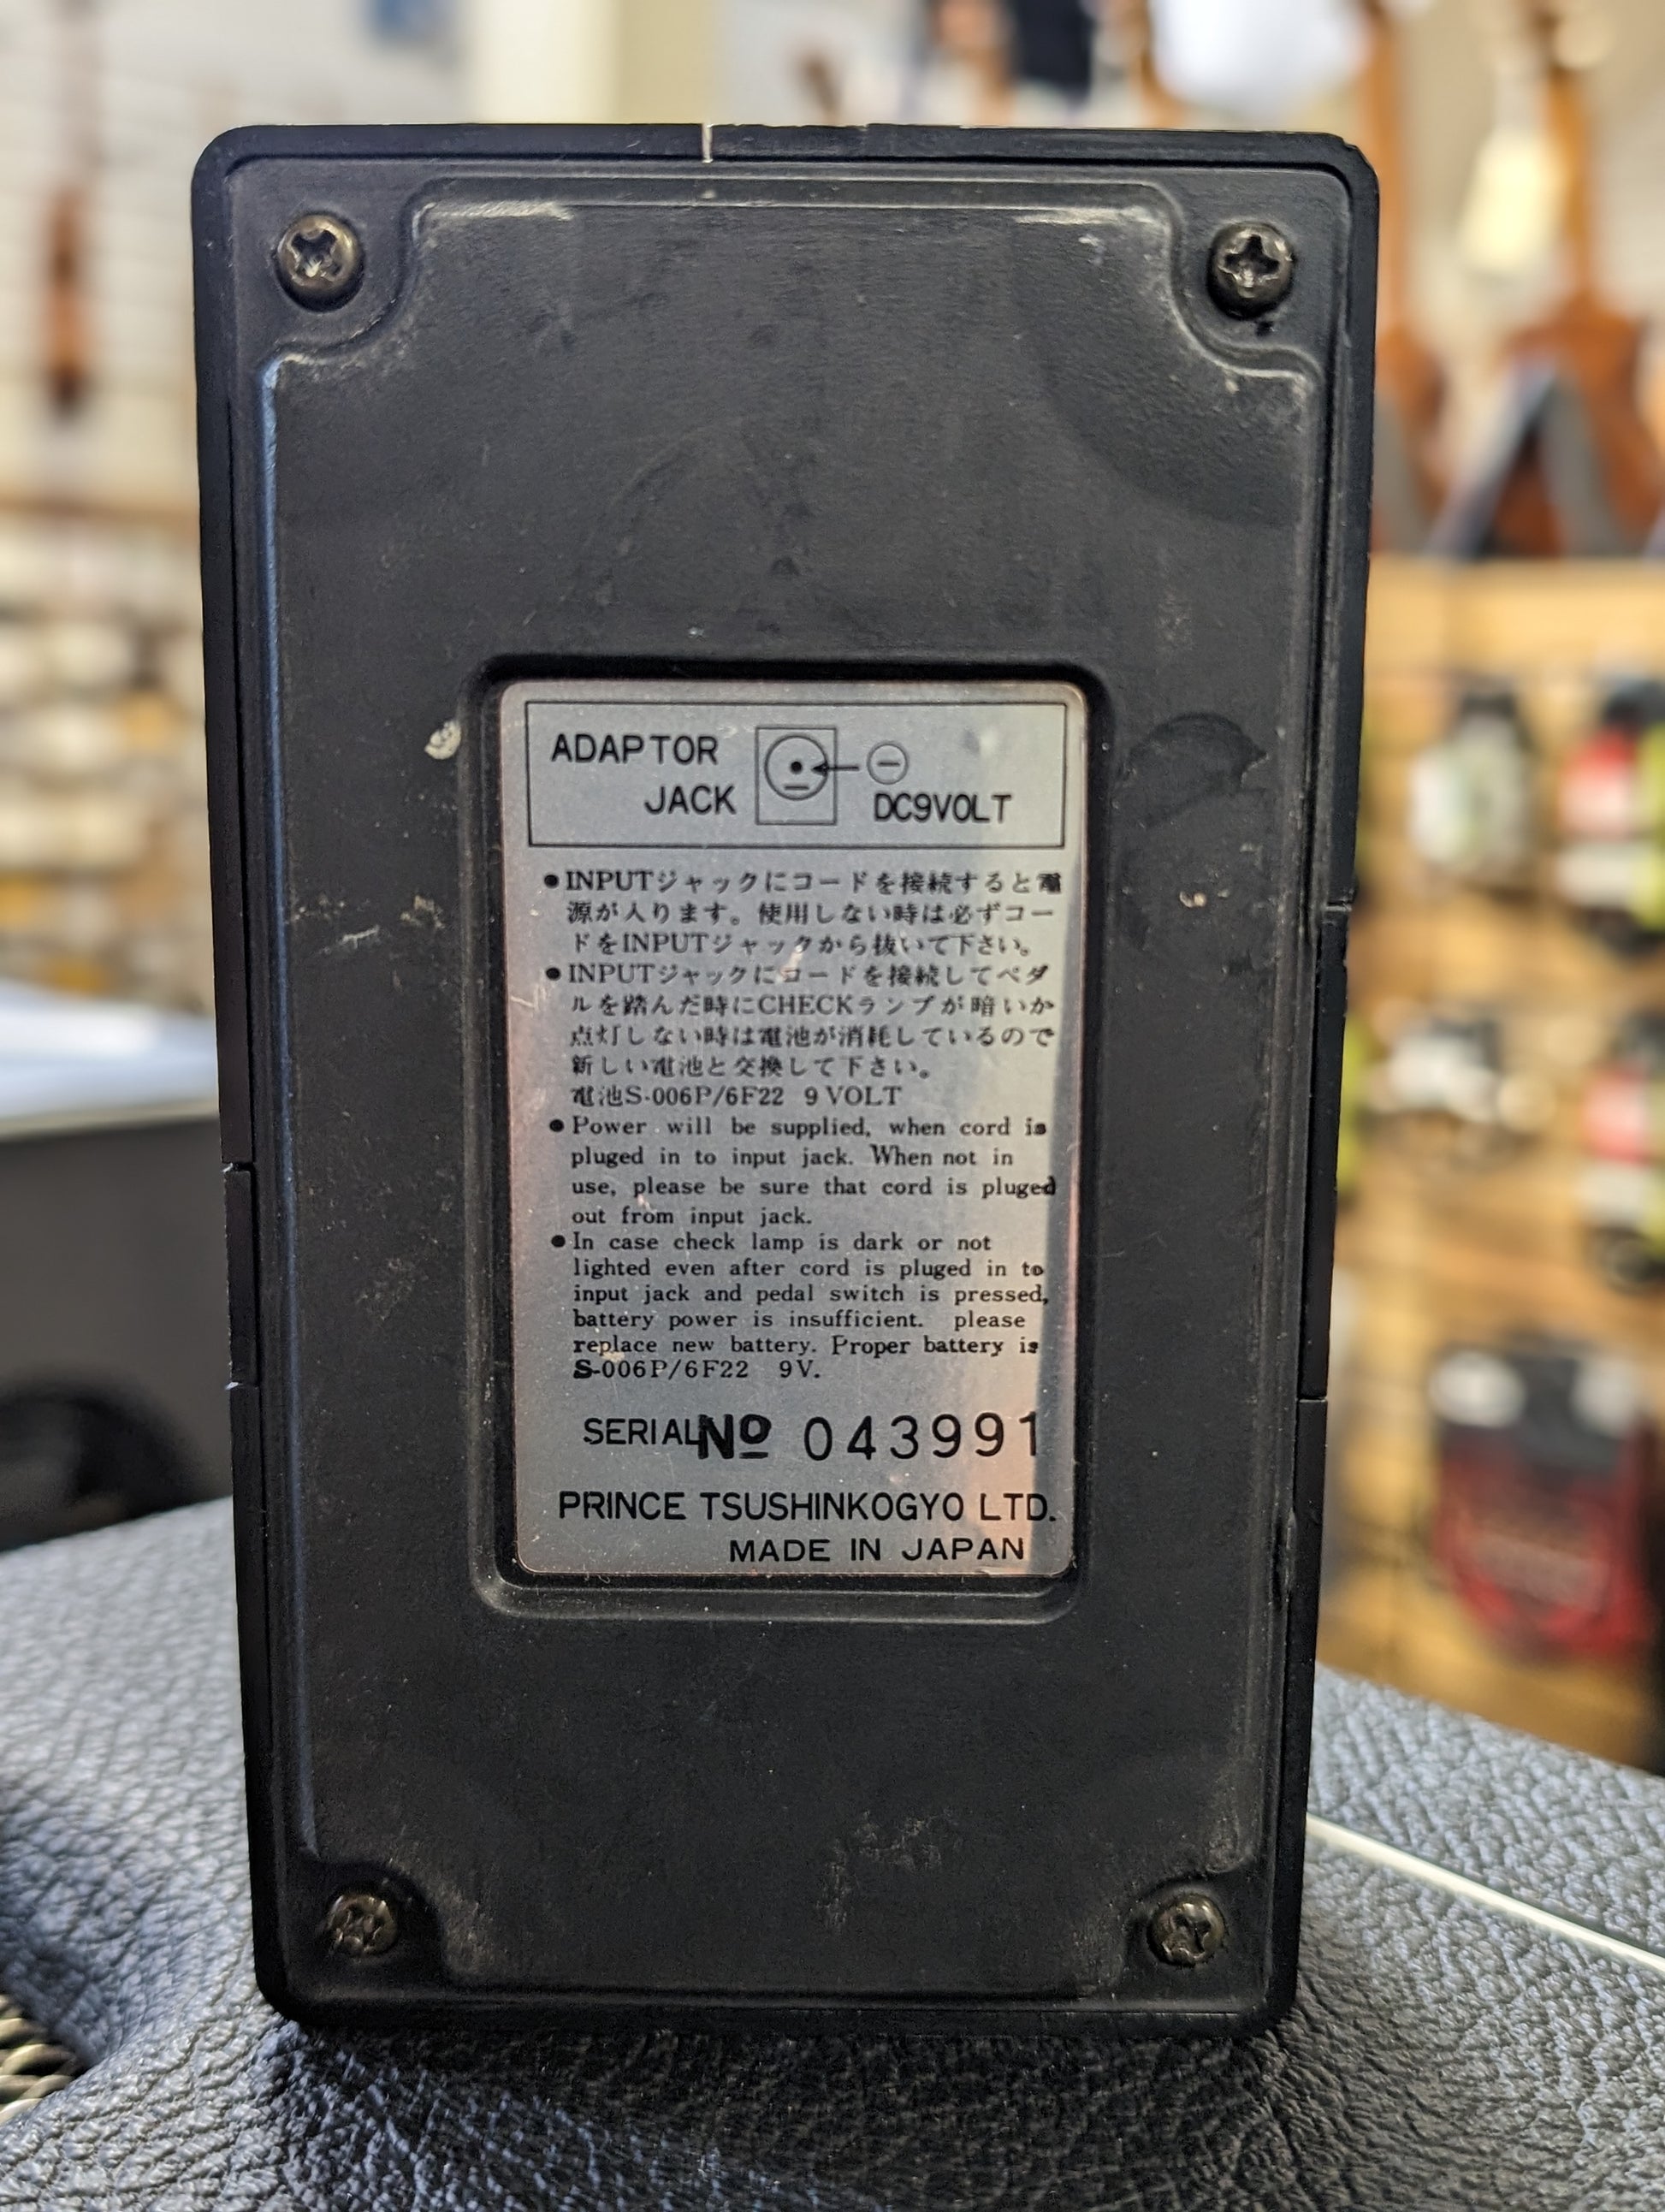 ADAPTOR
JACK
⊖
DC9VOLT
●INPUTジャックにコードを接続すると電
源が入ります。使用しない時は必ずコー
ドをINPUTジャックから抜いて下さい。
●INPUTジャックにコードを接続してペダ
ルを踏んだ時にCHECKランプが暗いか
点灯しない時は電池が消耗しているので
新しい電池と交換して下さい。
電池S-006P/6F22 9VOLT
●Power will be supplied, when cord is
pluged in to input jack. When not in
use, please be sure that cord is pluged
out from input jack.
●In case check lamp is dark or not
lighted even after cord is pluged in to
input jack and pedal switch is pressed,
battery power is insufficient. please
replace new battery. Proper battery is
S-006P/6F22 9V.
SERIAL Nº 043991
PRINCE TSUSHINKOGYO LTD.
MADE IN JAPAN